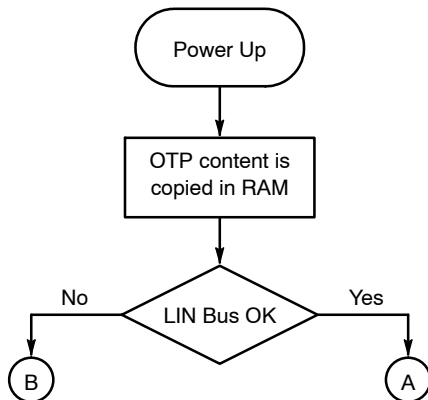 Power Up
OTP content is
copied in RAM
No
Yes
LIN Bus OK
B
A